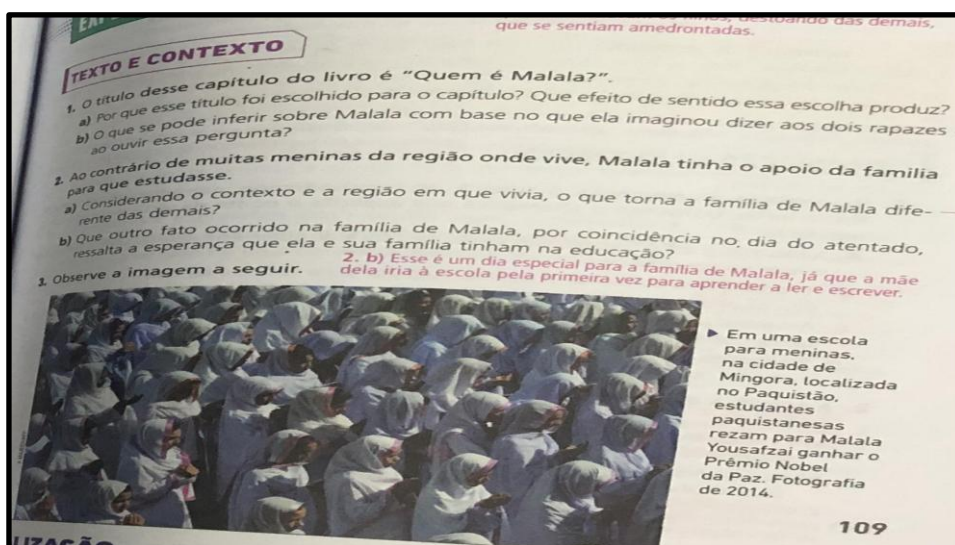 destoando das demais,
que se sentiam amedrontadas.
TEXTO E CONTEXTO
1. O título desse capítulo do livro é “Quem é Malala?”.
a) Por que esse título foi escolhido para o capítulo? Que efeito de sentido essa escolha produz?
b) O que se pode inferir sobre Malala com base no que ela imaginou dizer aos dois rapazes
ao ouvir essa pergunta?
2. Ao contrário de muitas meninas da região onde vive, Malala tinha o apoio da família
para que estudasse.
a) Considerando o contexto e a região em que vivia, o que torna a família de Malala dife-
rente das demais?
b) Que outro fato ocorrido na família de Malala, por coincidência no dia do atentado,
ressalta a esperança que ela e sua família tinham na educação?
2. b) Esse é um dia especial para a família de Malala, já que a mãe
dela iria à escola pela primeira vez para aprender a ler e escrever.
3. Observe a imagem a seguir.
Em uma escola
para meninas,
na cidade de
Mingora, localizada
no Paquistão,
estudantes
paquistanesas
rezam para Malala
Yousafzai ganhar o
Prêmio Nobel
da Paz. Fotografia
de 2014.
109